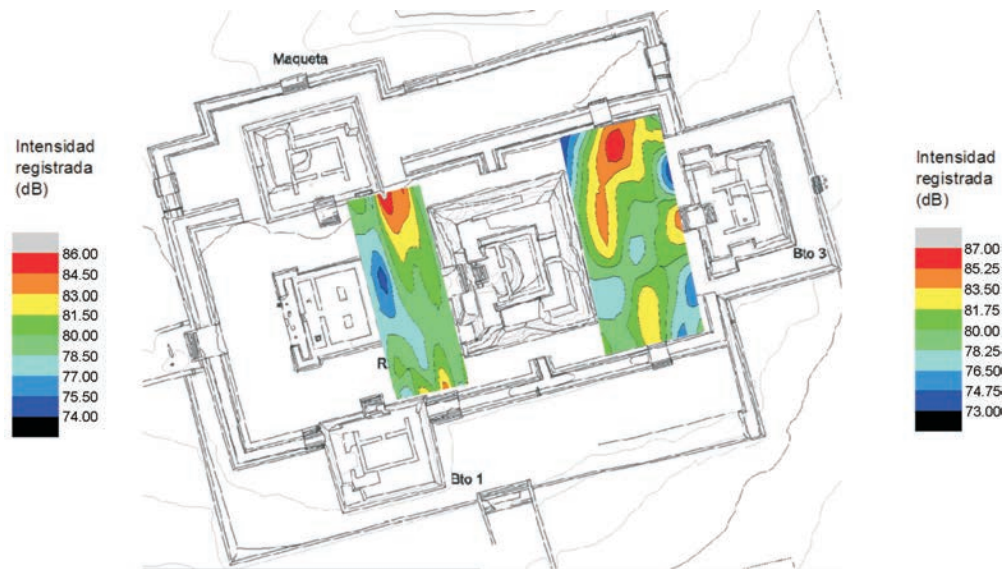 Maqueta
Intensidad
registrada
(dB)
86.00
84.50
83.00
81.50
80.00
78.50
77.00
75.50
74.00
R
Bto 1
Bto 3
Intensidad
registrada
(dB)
87.00
85.25
83.50
81.75
80.00
78.25
76.50
74.75
73.00